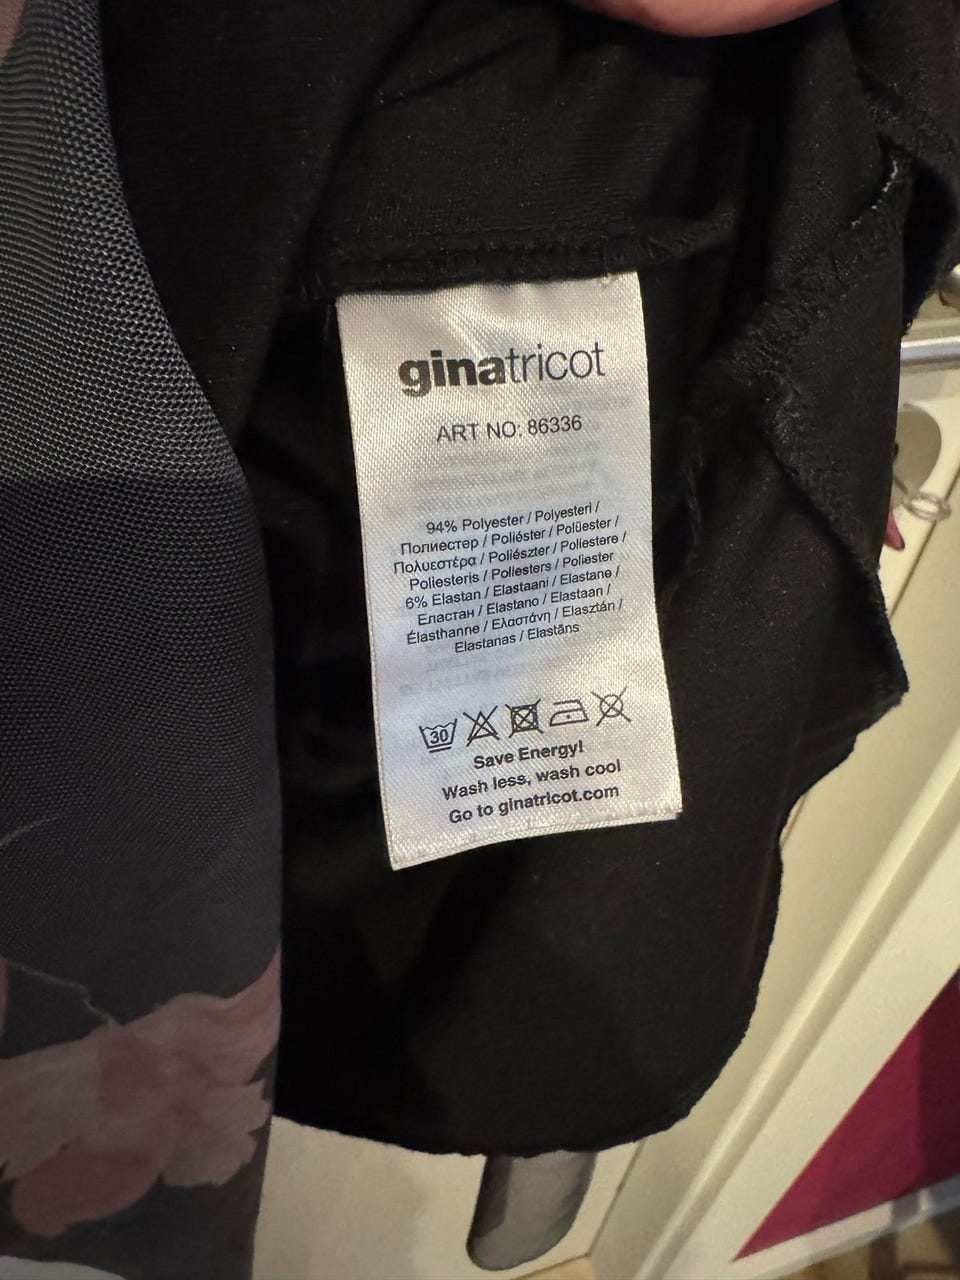 ginatricot
ART NO: 86336
94% Polyester / Polyesteri /
Полиестер / Poliéster / Polüester /
Πολυεστέρα / Poliészter / Poliestere /
Poliesteris / Poliesters / Poliester
6% Elastan / Elastaani / Elastane /
Еластан / Elastano / Elastaan /
Élasthanne / Ελαστάνη / Elasztán /
Elastanas / Elastāns
30
Save Energy!
Wash less, wash cool
Go to ginatricot.com